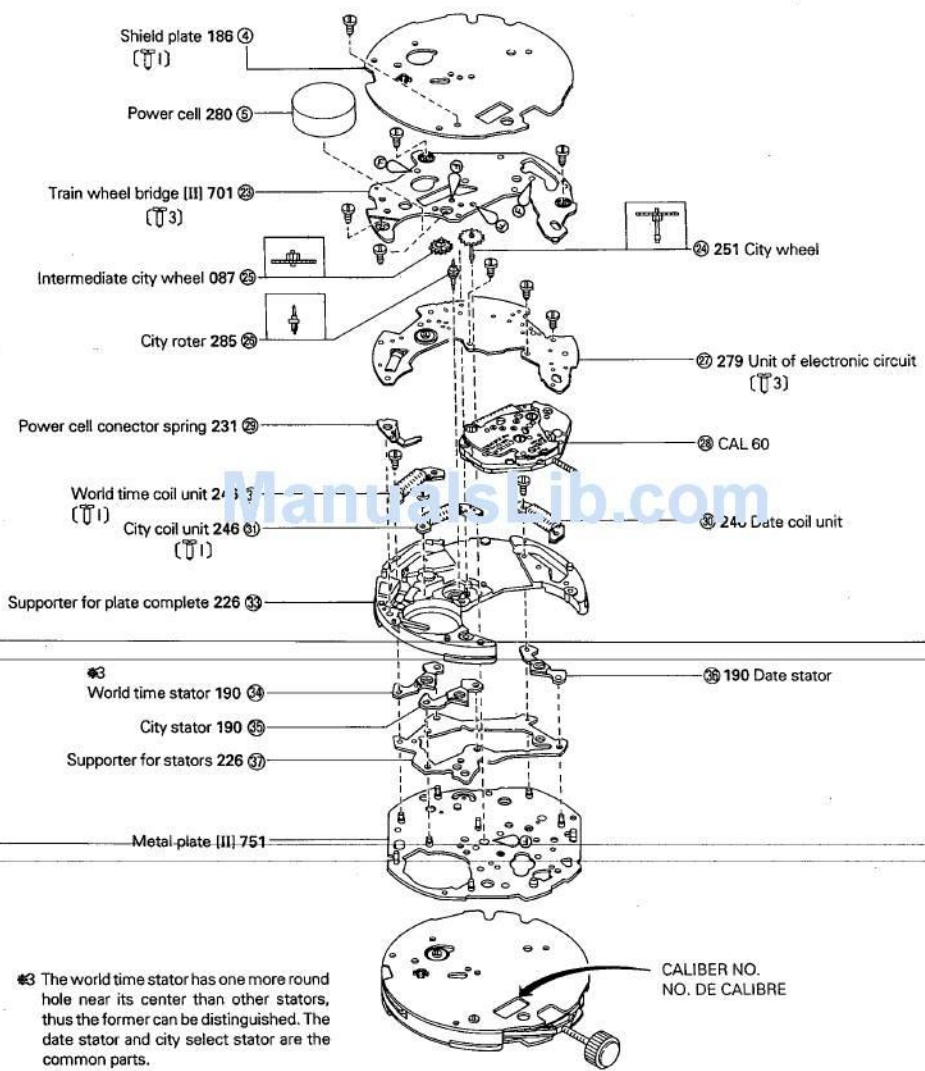 Shield plate 186 ④
( 1)
Power cell 280 ⑤
Train wheel bridge [II] 701 ㉓
( 3)
㉔ 251 City wheel
Intermediate city wheel 087 ㉕
City roter 285 ㉖
㉗ 279 Unit of electronic circuit
( 3)
Power cell conector spring 231 ㉙
㉘ CAL 60
ManualsLib.com
World time coil unit
( 1)
City coil unit 246 ㉛
( 1)
㉚ Date coil unit
Supporter for plate complete 226 ㉝
*3
World time stator 190 ㉞
㊱ 190 Date stator
City stator 190 ㉟
Supporter for stators 226 ㊲
Metal plate [II] 751
CALIBER NO.
NO. DE CALIBRE
*3 The world time stator has one more round
hole near its center than other stators,
thus the former can be distinguished. The
date stator and city select stator are the
common parts.